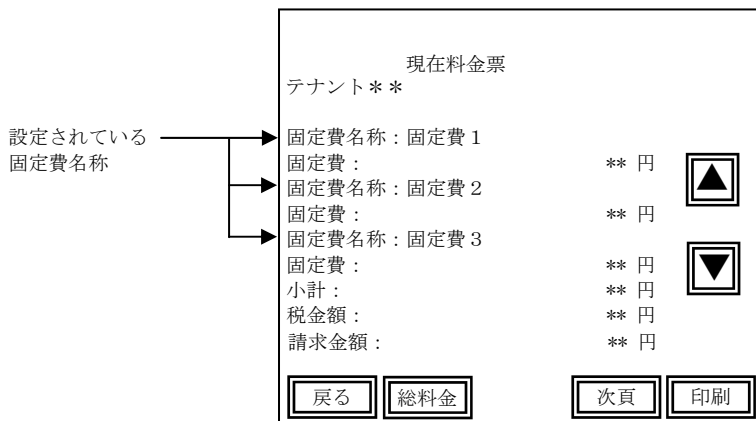 現在料金票
テナント＊＊
設定されている
固定費名称
固定費名称：固定費１
固定費： ** 円
固定費名称：固定費２
固定費： ** 円
固定費名称：固定費３
固定費： ** 円
小計： ** 円
税金額： ** 円
請求金額： ** 円
戻る 総料金 次頁 印刷